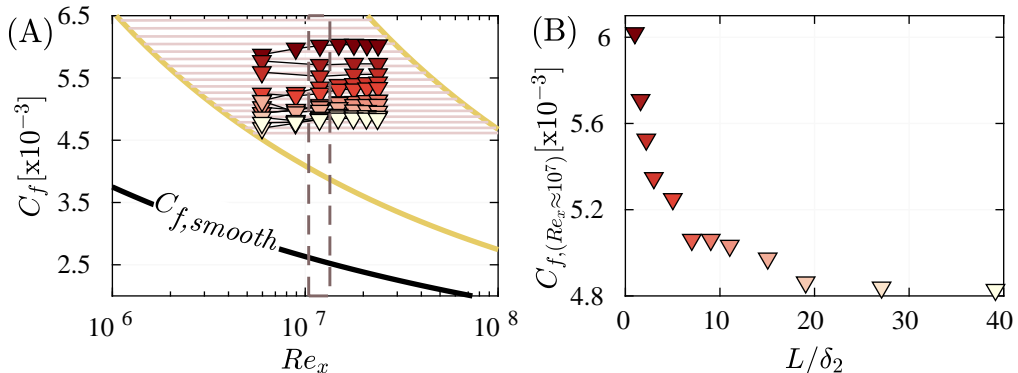 (A)
6.5
5.5
4.5
3.5
2.5
C_f [x10^{-3}]
C_{f,smooth}
10^6
10^7
10^8
Re_x
(B)
6
5.6
5.2
4.8
C_{f,(Re_x≈10^7)} [x10^{-3}]
0
10
20
30
40
L/δ_2